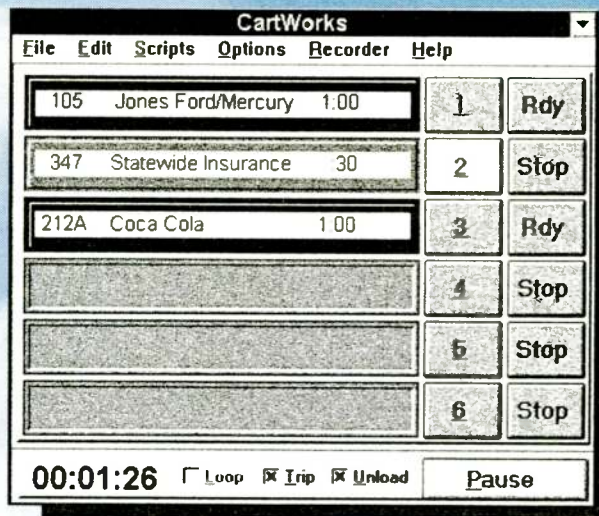 CartWorks
File Edit Scripts Options Recorder Help
105 Jones Ford/Mercury 1:00 1 Rdy
347 Statewide Insurance 30 2 Stop
212A Coca Cola 1:00 3 Rdy
4 Stop
5 Stop
6 Stop
00:01:26 Loop Trip Unload Pause